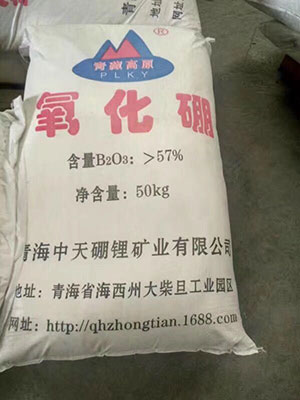 青源高原
®
PLKY
氧化硼
含量B2O3：>57%
净含量：50kg
青海中天硼锂矿业有限公司
地址：青海省海西州大柴旦工业园区
网址：http://qhzhongtian.1688.com